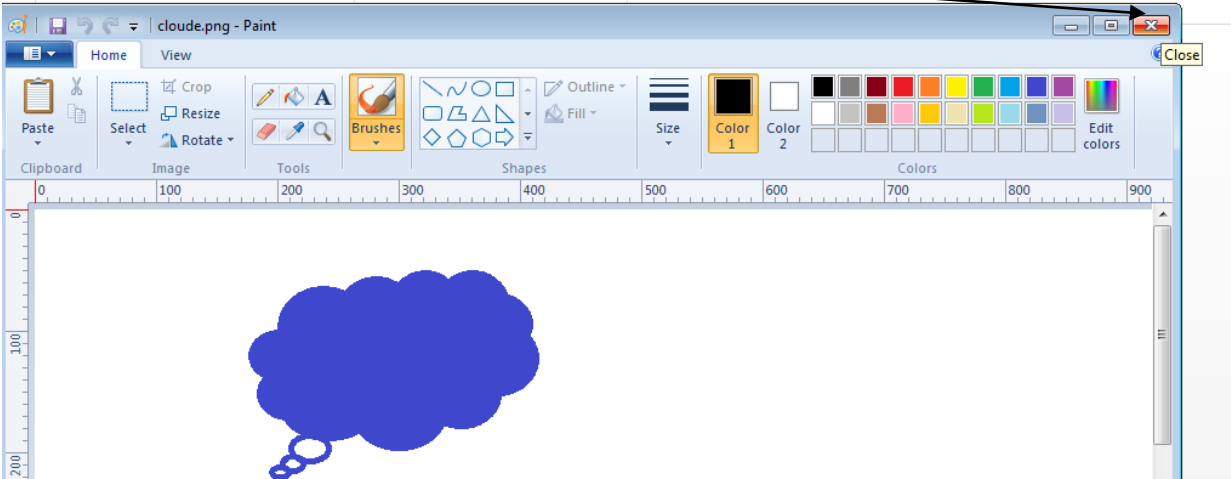 cloude.png - Paint
Home View
Close
Paste
Select
Crop
Resize
Rotate
A
Brushes
Outline
Fill
Size
Color
1
Color
2
Edit
colors
Clipboard Image Tools Shapes Colors
0 100 200 300 400 500 600 700 800 900
0
100
200